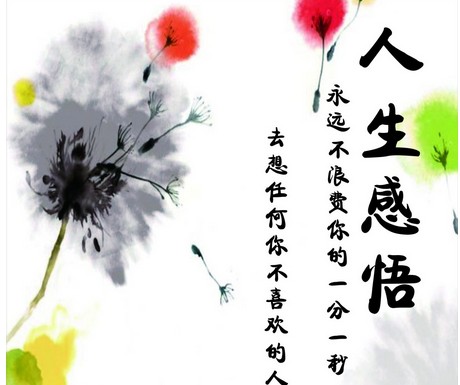 人生感悟
永远不浪费你的一分一秒
去想任何你不喜欢的人